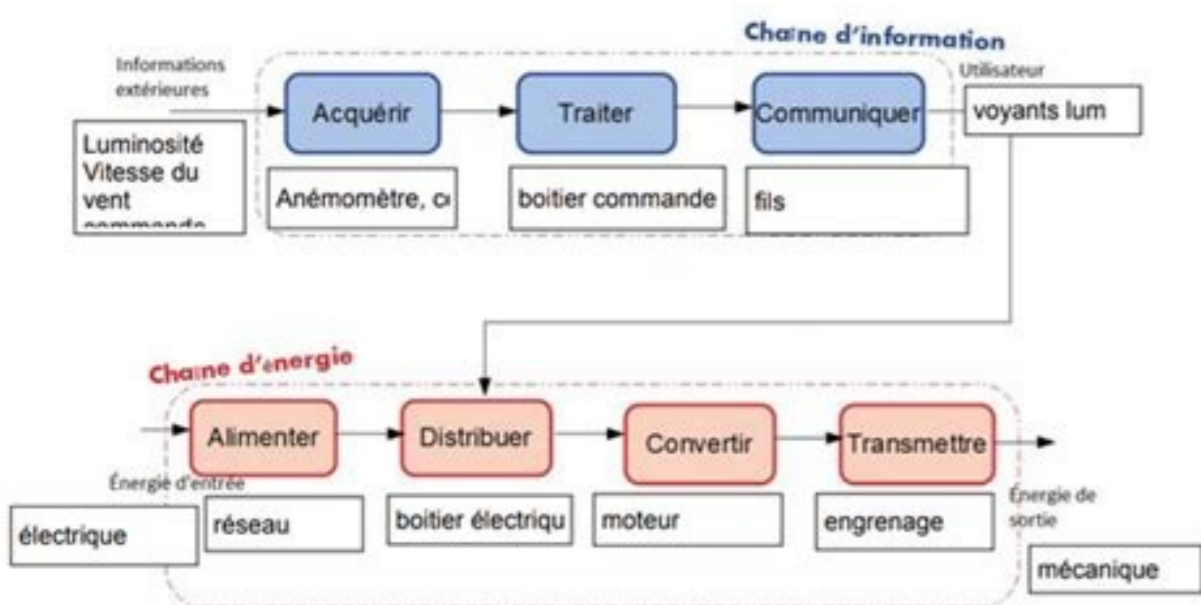 Chaîne d'information
Informations
extérieures
Utilisateur
Acquérir
Traiter
Communiquer
voyants lum
Luminosité
Vitesse du
vent
commande
Anémomètre,
boitier commande
fils
Chaîne d'énergie
Alimenter
Distribuer
Convertir
Transmettre
Énergie d'entrée
Énergie de
sortie
électrique
réseau
boitier électriqu
moteur
engrenage
mécanique